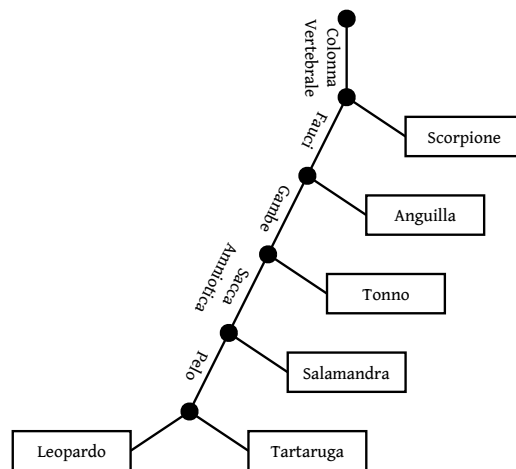 Colonna
Vertebrale
Scorpione
Fauci
Anguilla
Gambe
Tonno
Sacca
Amniotica
Salamandra
Pelo
Leopardo
Tartaruga